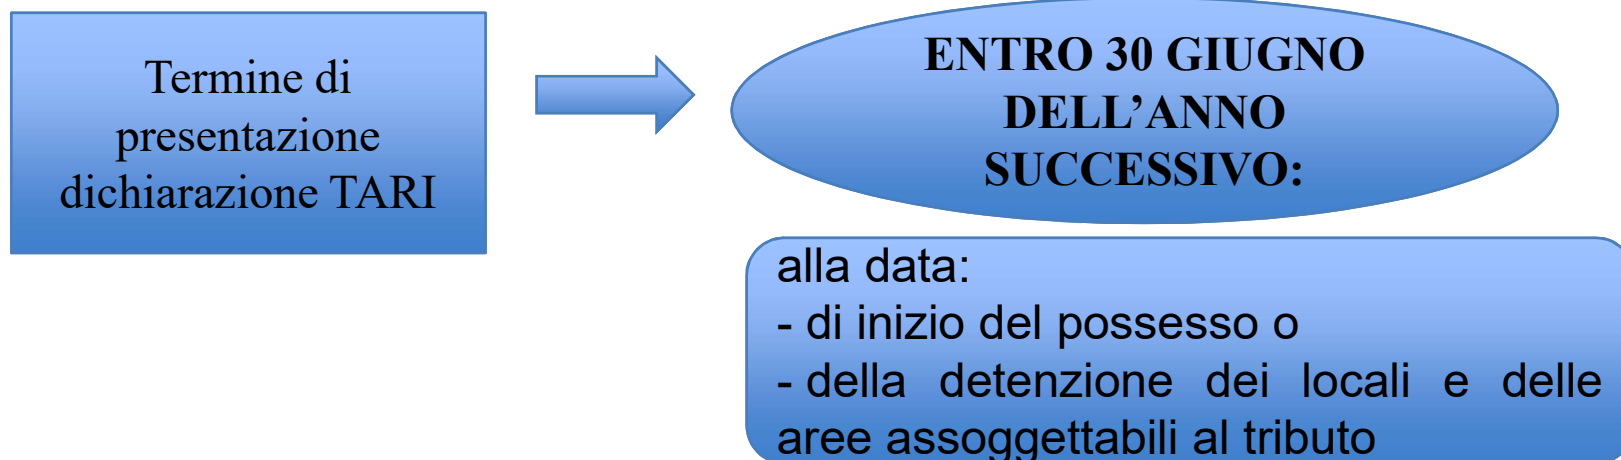 Termine di
presentazione
dichiarazione TARI
ENTRO 30 GIUGNO
DELL’ANNO
SUCCESSIVO:
alla data:
- di inizio del possesso o
- della detenzione dei locali e delle
aree assoggettabili al tributo